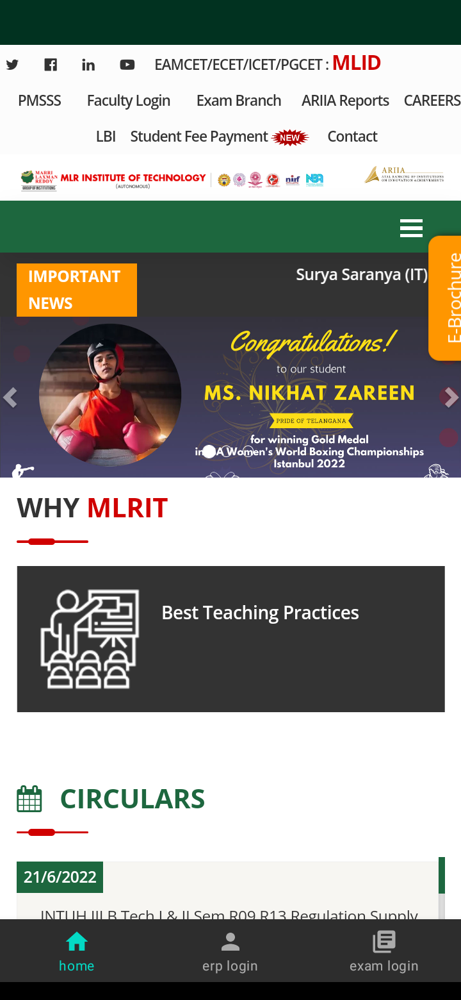 EAMCET/ECET/ICET/PGCET : MLID
PMSSS Faculty Login Exam Branch ARIIA Reports CAREERS
LBI Student Fee Payment NEW Contact
MARRI LAXMAN REDDY
GROUP OF INSTITUTIONS
MLR INSTITUTE OF TECHNOLOGY
(AUTONOMOUS)
nirf
NBA
ARIIA
ATAL RANKING OF INSTITUTIONS
ON INNOVATION ACHIEVEMENTS
IMPORTANT
NEWS
Surya Saranya (IT)
E-Brochure
Congratulations!
to our student
MS. NIKHAT ZAREEN
PRIDE OF TELANGANA
for winning Gold Medal
in Women's World Boxing Championships
Istanbul 2022
WHY MLRIT
Best Teaching Practices
CIRCULARS
21/6/2022
JNTUH III B.Tech I & II Sem R09,R13 Regulation Supply
home erp login exam login